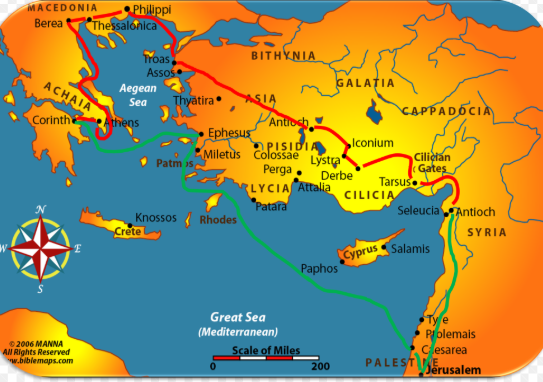 MACEDONIA
Philippi
Berea
Thessalonica
Troas
Assos
BITHYNIA
GALATIA
Aegean
Sea
Thyatira
ASIA
CAPPADOCIA
ACHAIA
Corinth
Athens
Antioch
Ephesus
PISIDIA
Iconium
Miletus
Colossae
Lystra
Cilician
Gates
Patmos
Perga
Derbe
Tarsus
LYCIA
Attalia
CILICIA
Patara
Rhodes
Seleucia
Antioch
Knossos
Crete
SYRIA
N
W
E
S
Cyprus
Salamis
Paphos
Great Sea
(Mediterranean)
Tyre
Ptolemais
Caesarea
Scale of Miles
0
200
PALESTINE
Jerusalem
© 2006 MANNA
All Rights Reserved
www.biblemaps.com